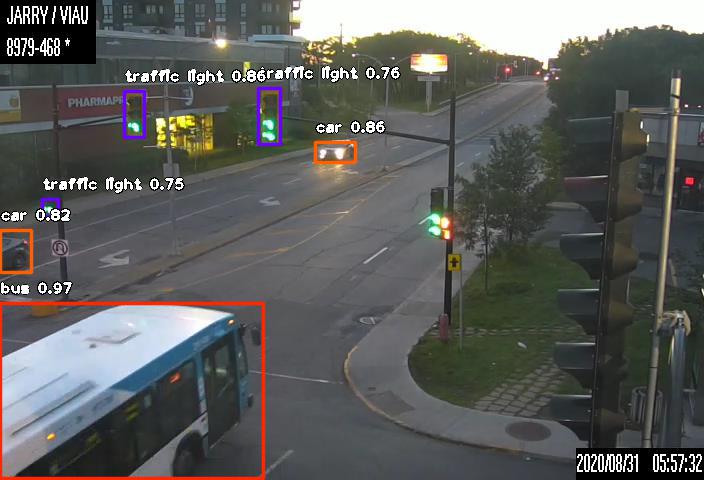 JARRY / VIAU
8979-468 *
traffic light 0.86
traffic light 0.76
PHARMAPR
car 0.86
traffic light 0.75
car 0.82
bus 0.97
2020/08/31 05:57:32